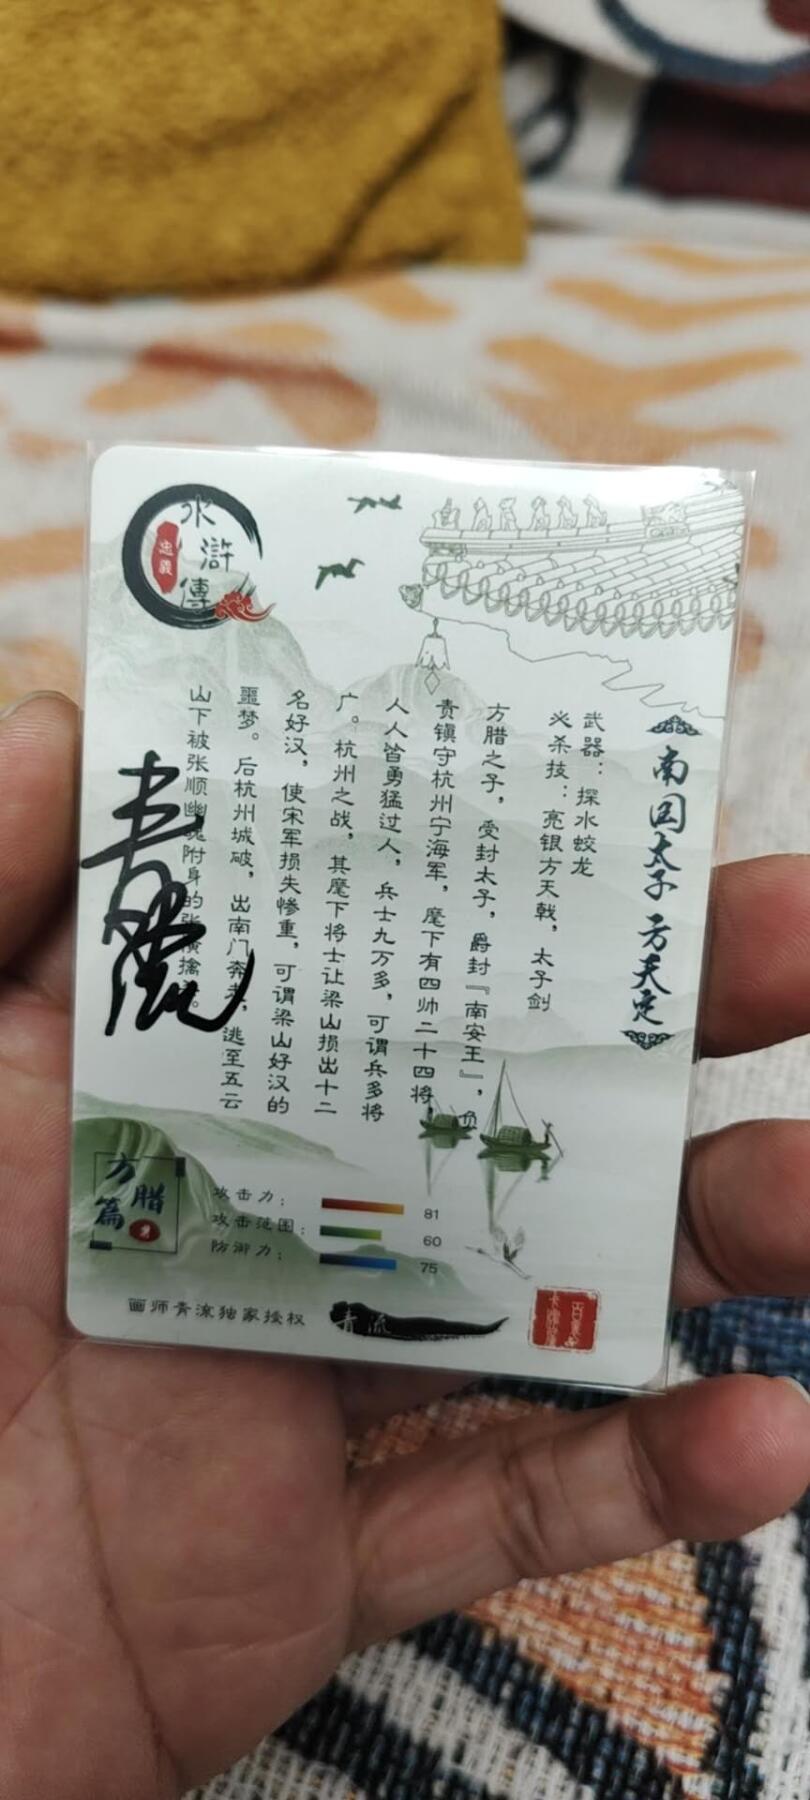 水
滸
傳
忠義
南国太子 方天定
武器：探水蛟龙
必杀技：亮银方天戟，太子剑
方腊之子，受封太子，爵封『南安王』，负
责镇守杭州宁海军，麾下有四帅二十四将，
人人皆勇猛过人，兵士九万多，可谓兵多将
广。杭州之战，其麾下将士让梁山损出十二
名好汉，使宋军损失惨重，可谓梁山好汉的
噩梦。后杭州城破，出南门奔走，逃至五云
山下被张顺幽魂附身的张横擒。
青流
方腊
篇
攻击力： 81
攻击范围： 60
防御力： 75
画师青流独家授权
青流